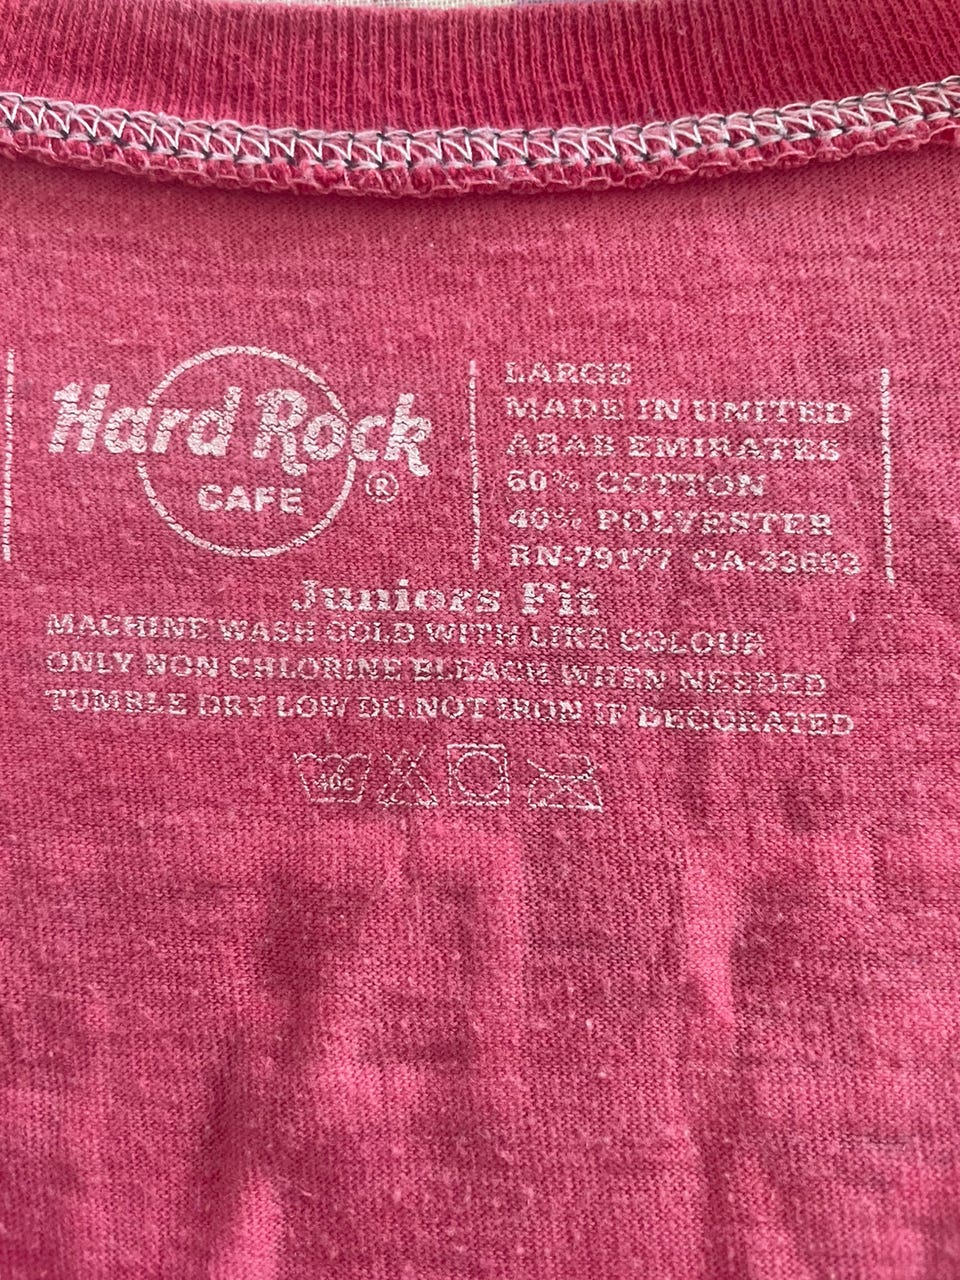 Hard Rock
CAFE ®
LARGE
MADE IN UNITED
ARAB EMIRATES
60% COTTON
40% POLYESTER
RN-79177 CA-33603
Juniors Fit
MACHINE WASH COLD WITH LIKE COLOUR
ONLY NON CHLORINE BLEACH WHEN NEEDED
TUMBLE DRY LOW DO NOT IRON IF DECORATED
40c